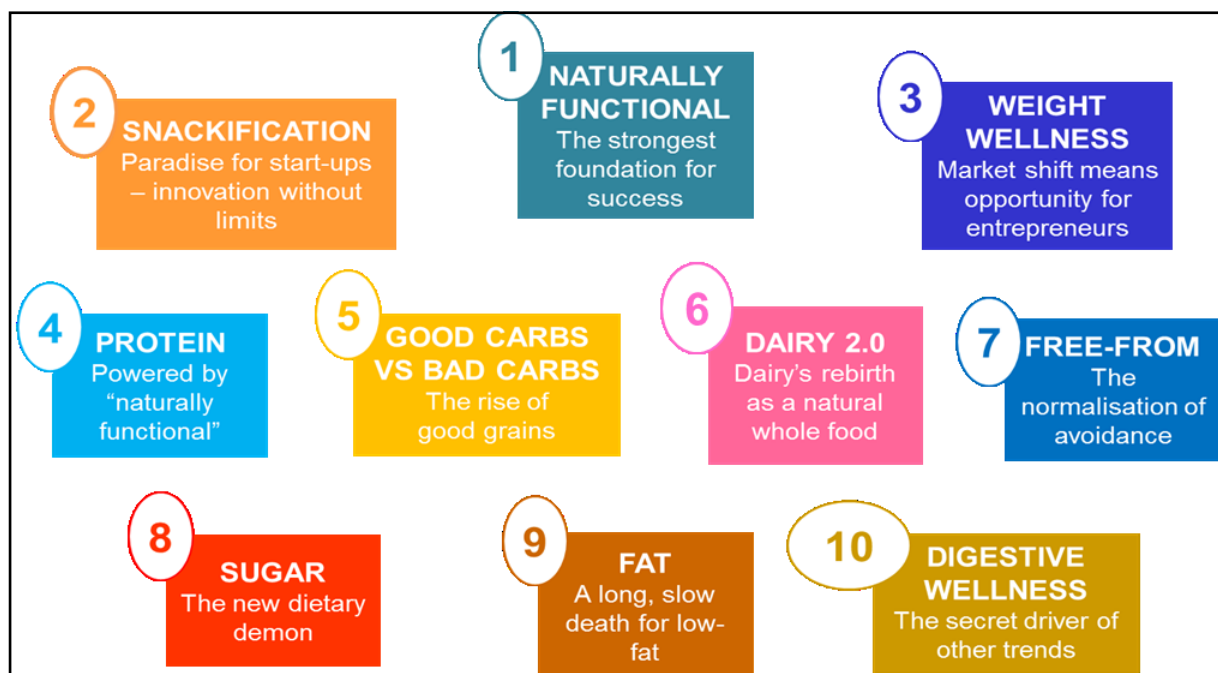 1
NATURALLY
FUNCTIONAL
The strongest
foundation for
success
2
SNACKIFICATION
Paradise for start-ups
– innovation without
limits
3
WEIGHT
WELLNESS
Market shift means
opportunity for
entrepreneurs
4
PROTEIN
Powered by
“naturally
functional”
5
GOOD CARBS
VS BAD CARBS
The rise of
good grains
6
DAIRY 2.0
Dairy’s rebirth
as a natural
whole food
7
FREE-FROM
The
normalisation of
avoidance
8
SUGAR
The new dietary
demon
9
FAT
A long, slow
death for low-
fat
10
DIGESTIVE
WELLNESS
The secret driver of
other trends